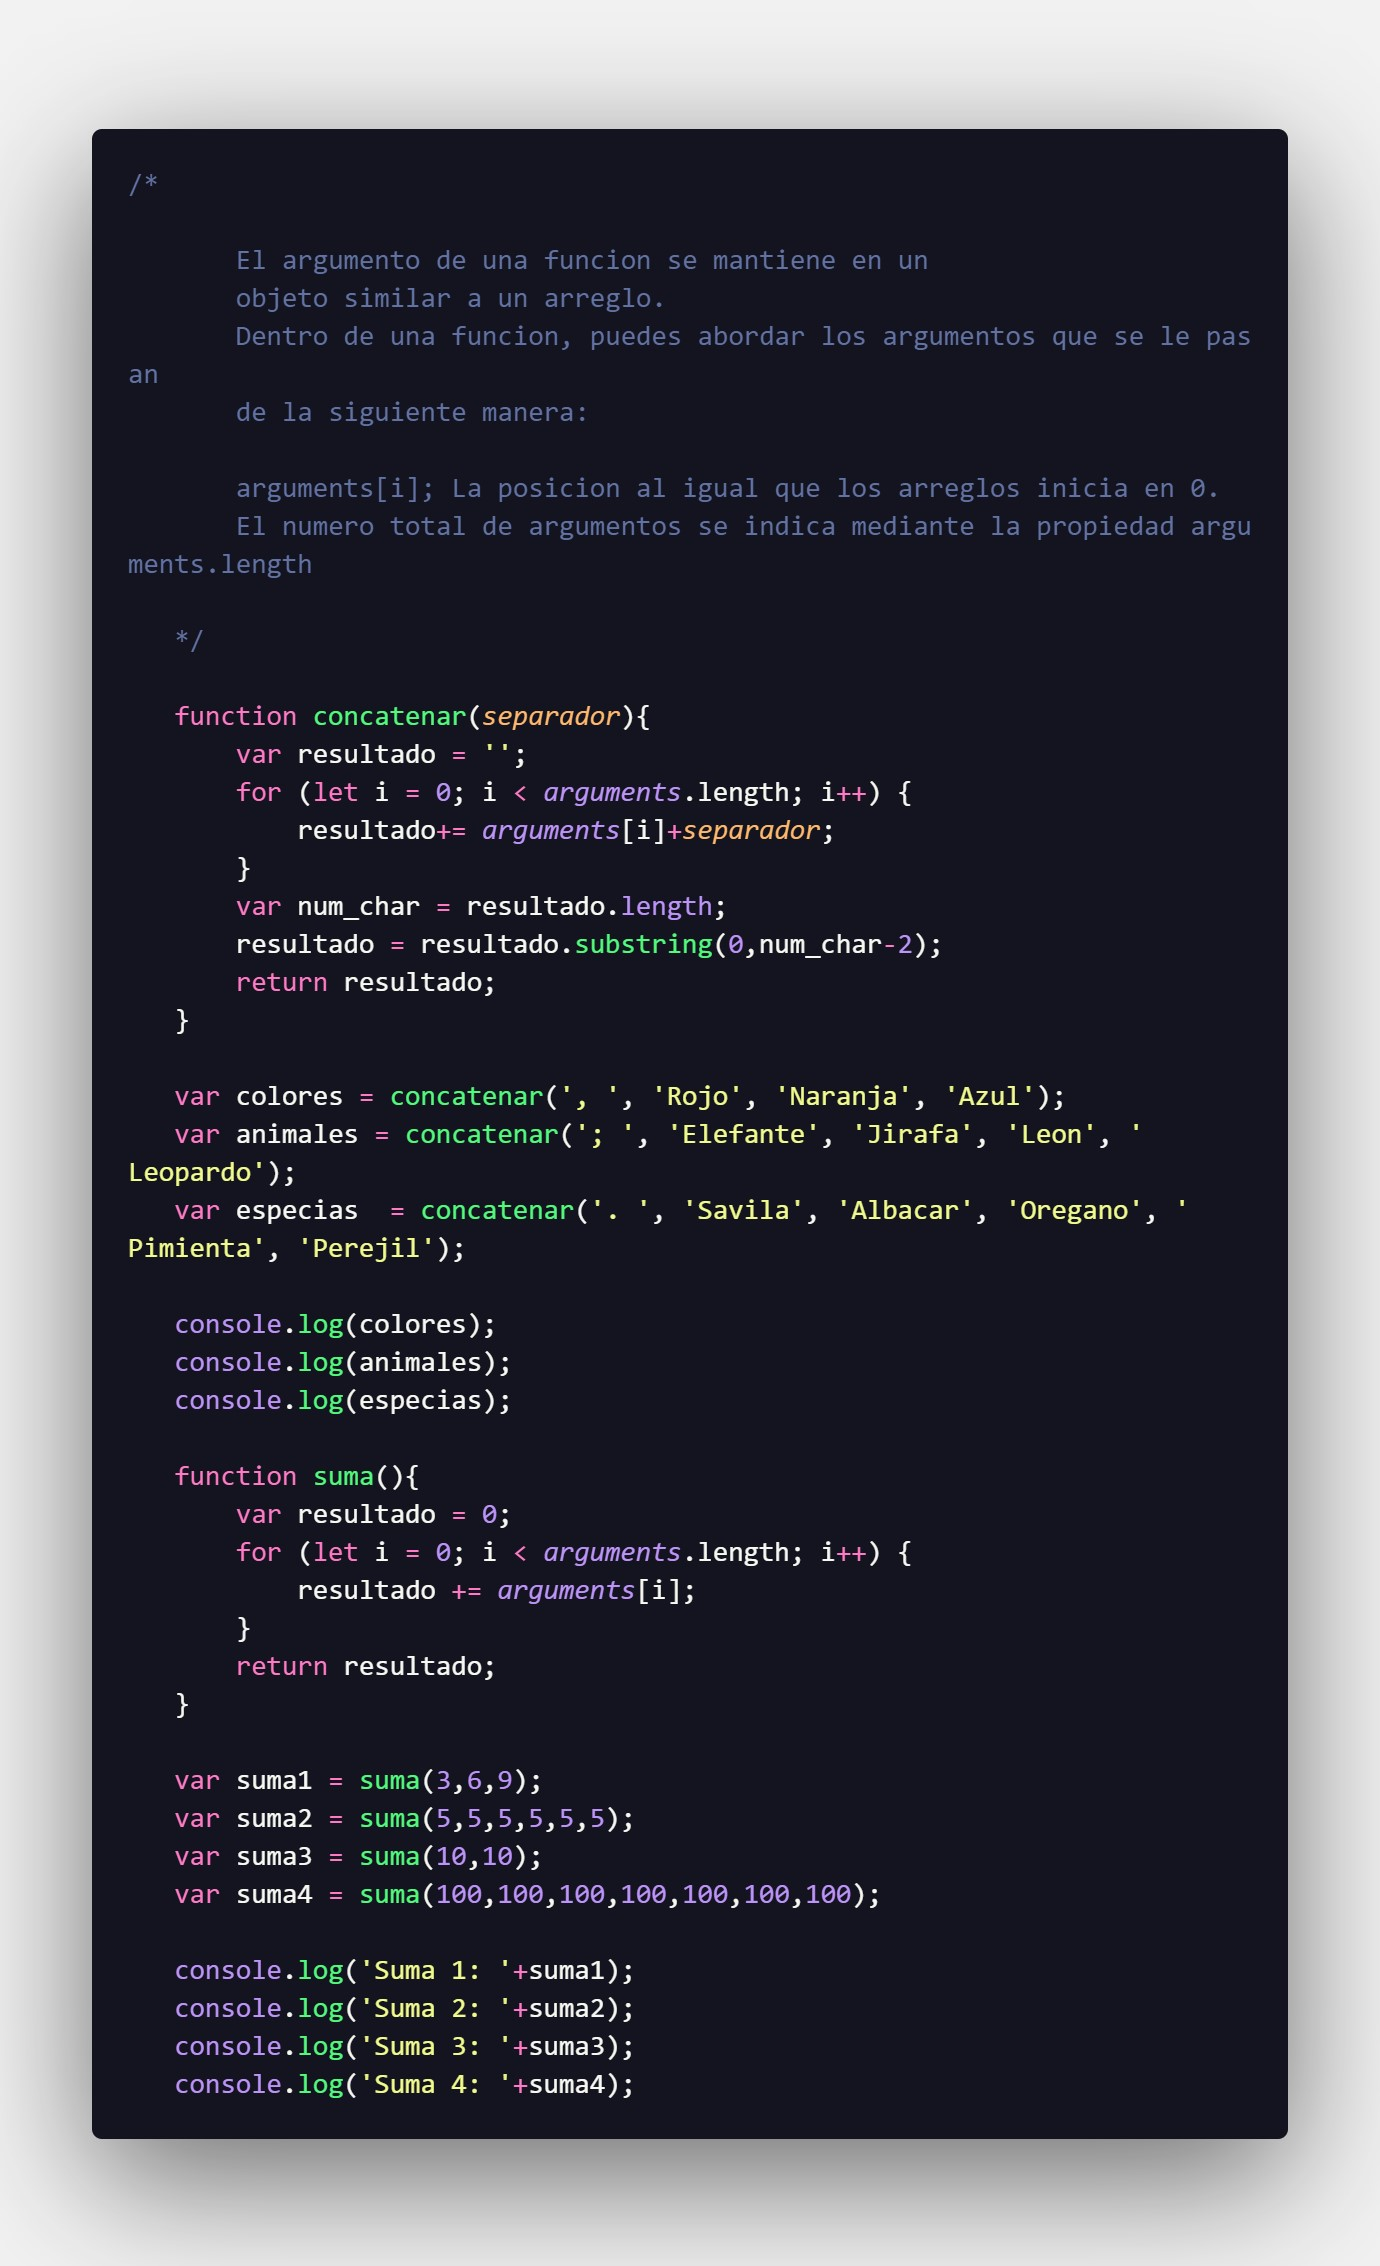 /*
El argumento de una funcion se mantiene en un
objeto similar a un arreglo.
Dentro de una funcion, puedes abordar los argumentos que se le pas
an
de la siguiente manera:
arguments[i]; La posicion al igual que los arreglos inicia en 0.
El numero total de argumentos se indica mediante la propiedad argu
ments.length
*/
function concatenar(separador){
var resultado = '';
for (let i = 0; i < arguments.length; i++) {
resultado+= arguments[i]+separador;
}
var num_char = resultado.length;
resultado = resultado.substring(0,num_char-2);
return resultado;
}
var colores = concatenar(', ', 'Rojo', 'Naranja', 'Azul');
var animales = concatenar('; ', 'Elefante', 'Jirafa', 'Leon', '
Leopardo');
var especias  = concatenar('. ', 'Savila', 'Albacar', 'Oregano', '
Pimienta', 'Perejil');
console.log(colores);
console.log(animales);
console.log(especias);
function suma(){
var resultado = 0;
for (let i = 0; i < arguments.length; i++) {
resultado += arguments[i];
}
return resultado;
}
var suma1 = suma(3,6,9);
var suma2 = suma(5,5,5,5,5,5);
var suma3 = suma(10,10);
var suma4 = suma(100,100,100,100,100,100,100);
console.log('Suma 1: '+suma1);
console.log('Suma 2: '+suma2);
console.log('Suma 3: '+suma3);
console.log('Suma 4: '+suma4);